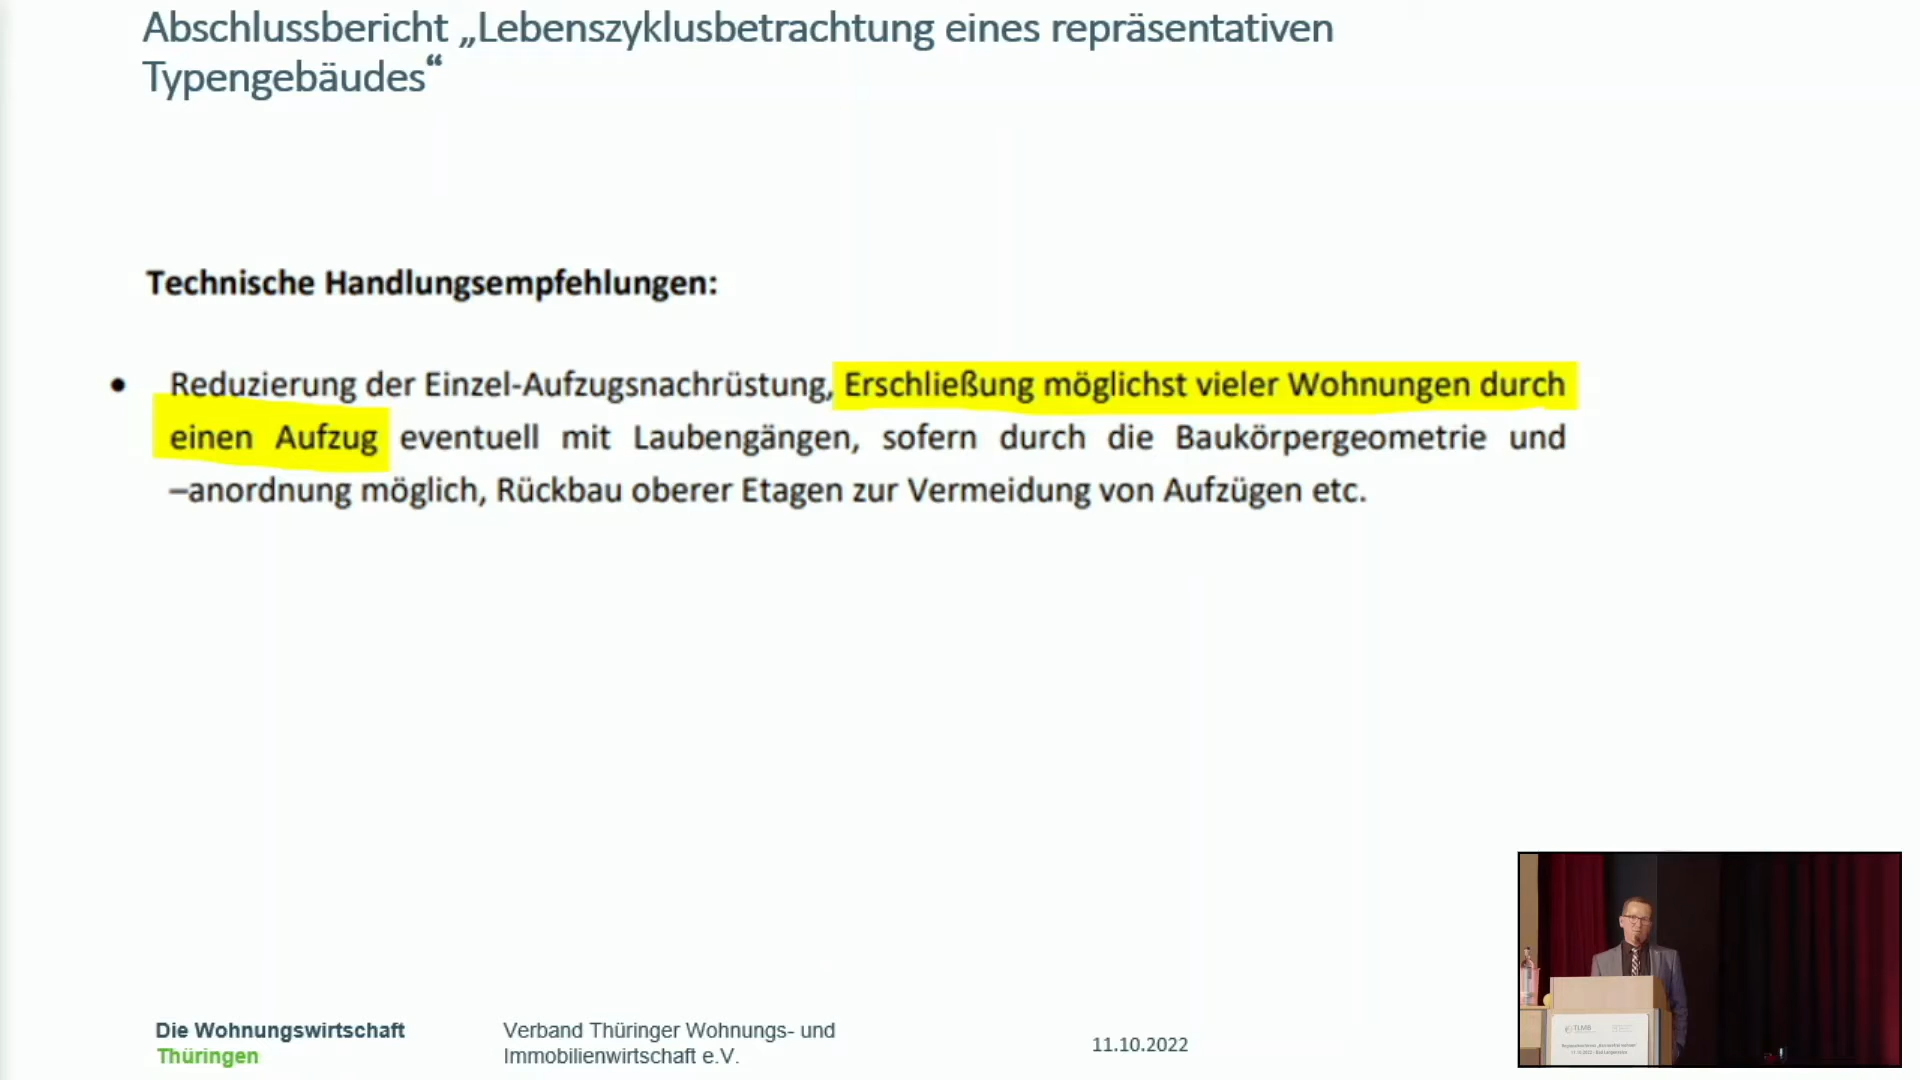 Abschlussbericht „Lebenszyklusbetrachtung eines repräsentativen
Typengebäudes“
Technische Handlungsempfehlungen:
• Reduzierung der Einzel-Aufzugsnachrüstung, Erschließung möglichst vieler Wohnungen durch
einen Aufzug eventuell mit Laubengängen, sofern durch die Baukörpergeometrie und
–anordnung möglich, Rückbau oberer Etagen zur Vermeidung von Aufzügen etc.
Die Wohnungswirtschaft
Thüringen
Verband Thüringer Wohnungs- und
Immobilienwirtschaft e.V.
11.10.2022
TLMB